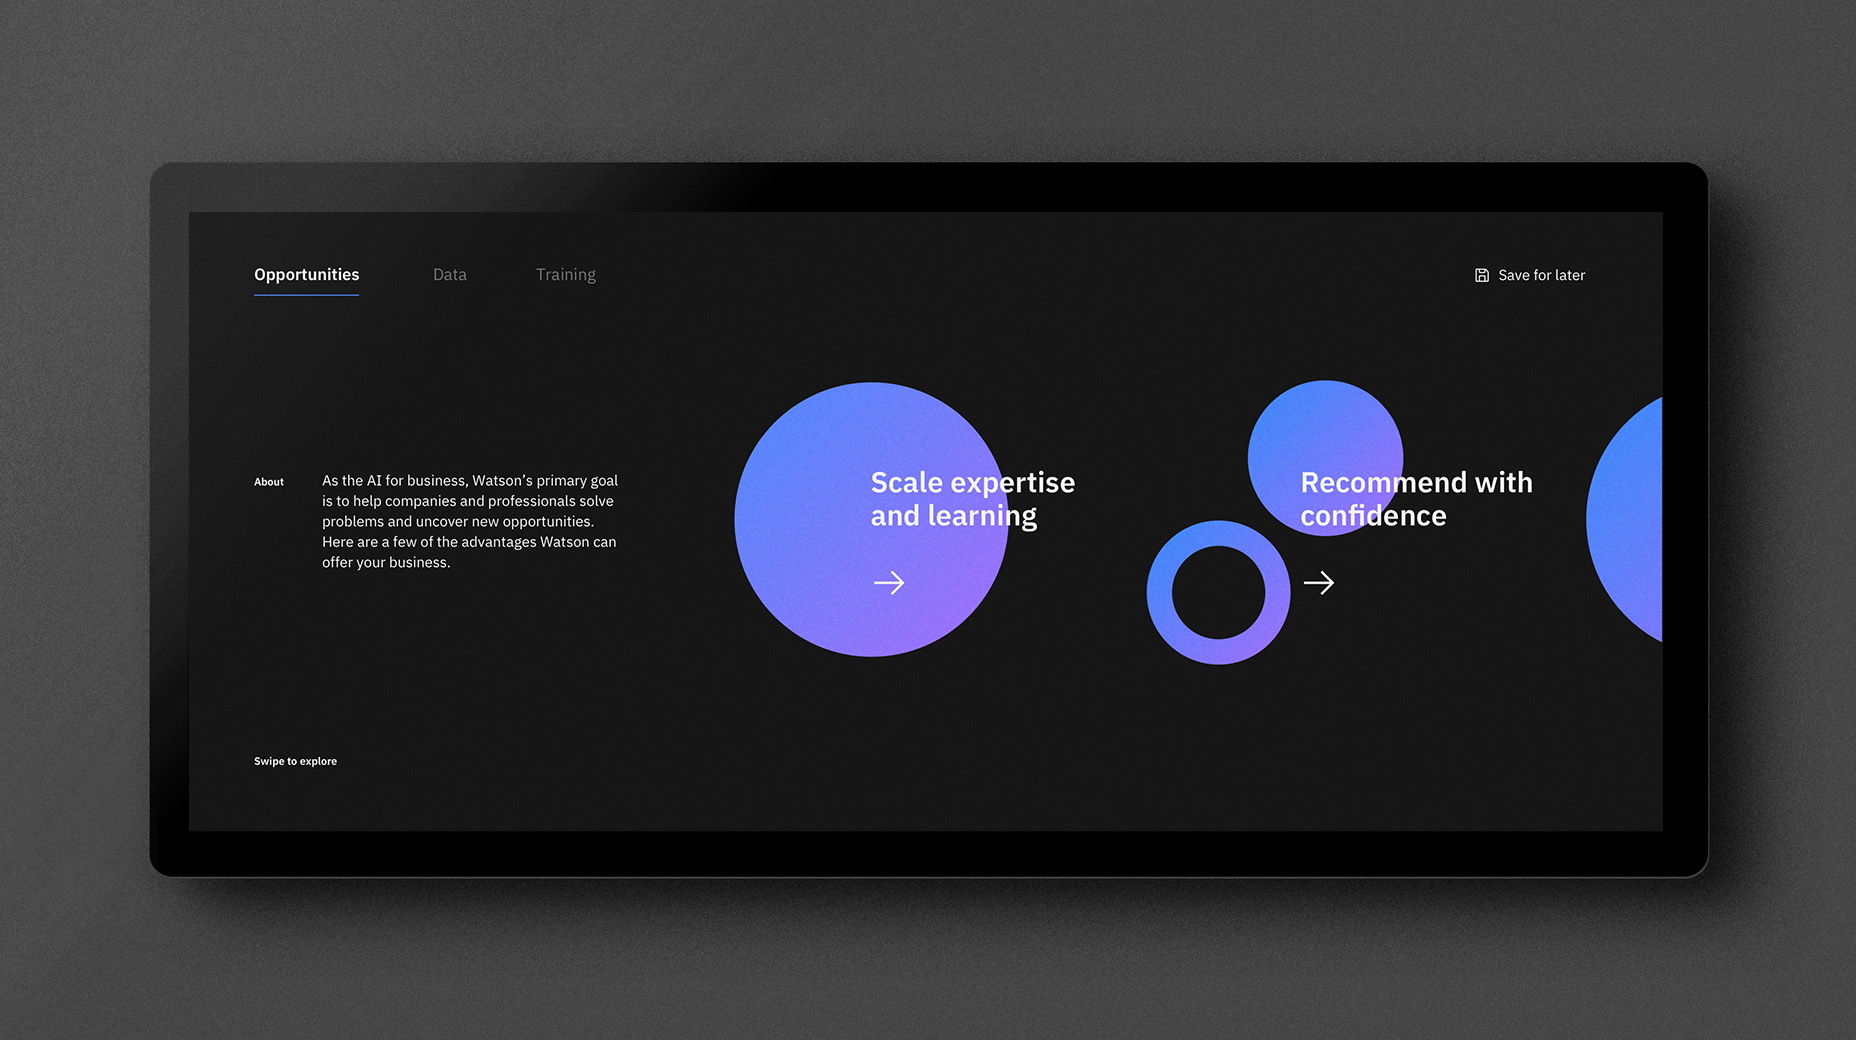 Opportunities
Data
Training
Save for later
About
As the AI for business, Watson’s primary goal
is to help companies and professionals solve
problems and uncover new opportunities.
Here are a few of the advantages Watson can
offer your business.
Scale expertise
and learning
Recommend with
confidence
Swipe to explore